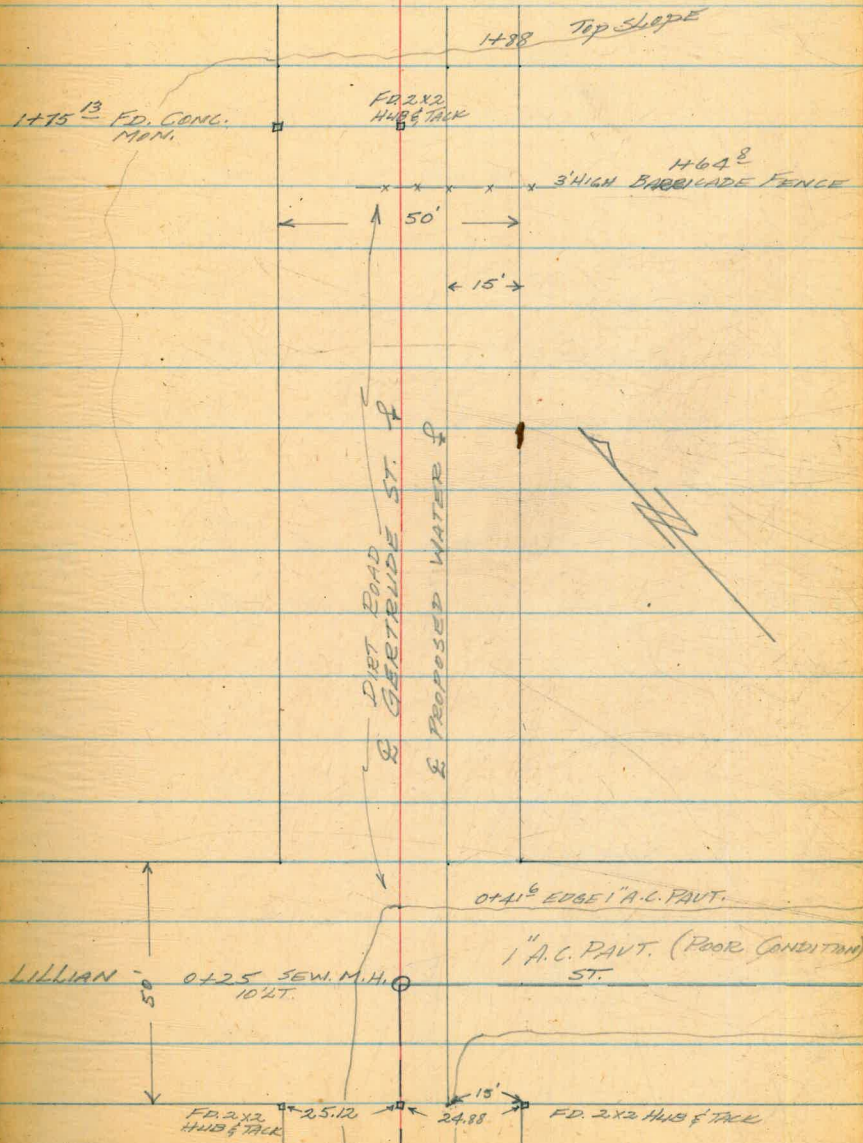 1+88 TOP SLOPE
1+75 13 FD. CONC.
MON.
FD. 2X2
HUB & TACK
1+64 8
3' HIGH BARRICADE FENCE
50'
15'
DIRT ROAD
℄ GERTRUDE ST. ℄
℄ PROPOSED WATER ℄
0+41 6 EDGE 1" A.C. PAVT.
1" A.C. PAVT. (POOR CONDITION)
LILLIAN
ST.
50'
0+25 SEW. M.H.
10' LT.
15'
FD. 2X2
HUB & TACK
25.12
24.88
FD. 2X2 HUB & TACK